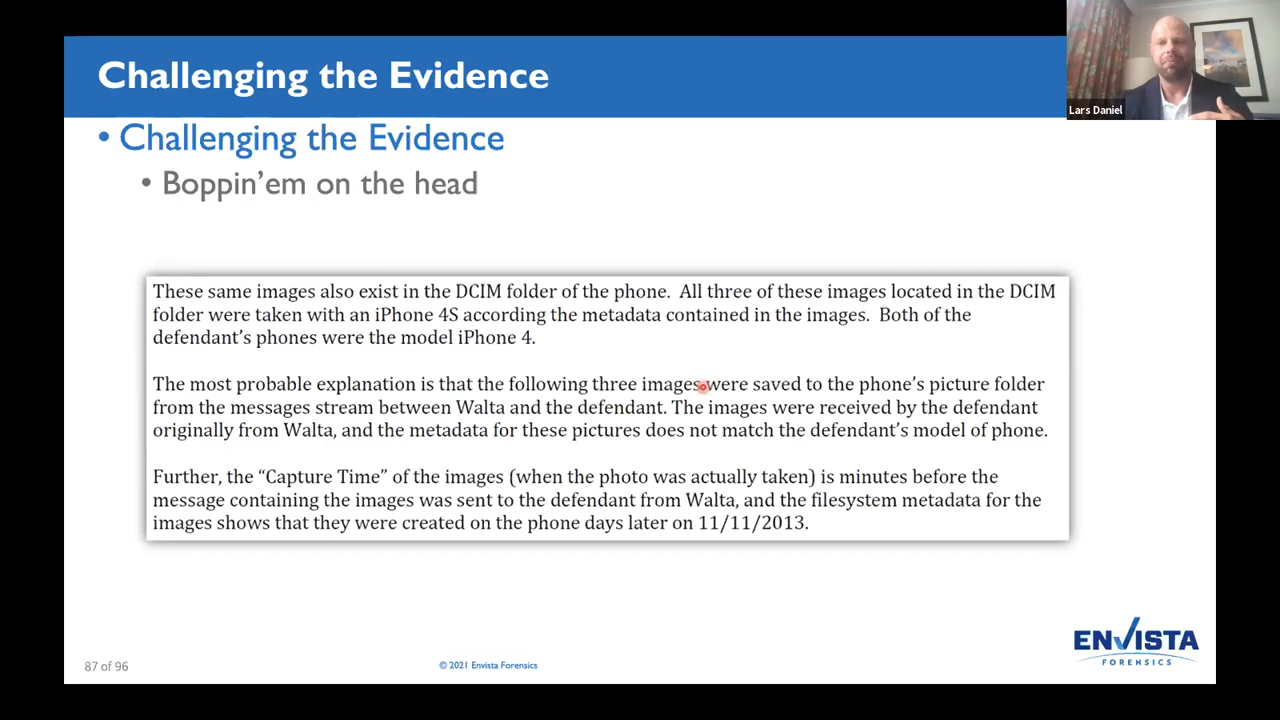 Challenging the Evidence
Lars Daniel
• Challenging the Evidence
• Boppin'em on the head
These same images also exist in the DCIM folder of the phone.  All three of these images located in the DCIM
folder were taken with an iPhone 4S according the metadata contained in the images.  Both of the
defendant's phones were the model iPhone 4.
The most probable explanation is that the following three images were saved to the phone's picture folder
from the messages stream between Walta and the defendant. The images were received by the defendant
originally from Walta, and the metadata for these pictures does not match the defendant's model of phone.
Further, the “Capture Time” of the images (when the photo was actually taken) is minutes before the
message containing the images was sent to the defendant from Walta, and the filesystem metadata for the
images shows that they were created on the phone days later on 11/11/2013.
ENVISTA
FORENSICS
87 of 96
© 2021 Envista Forensics